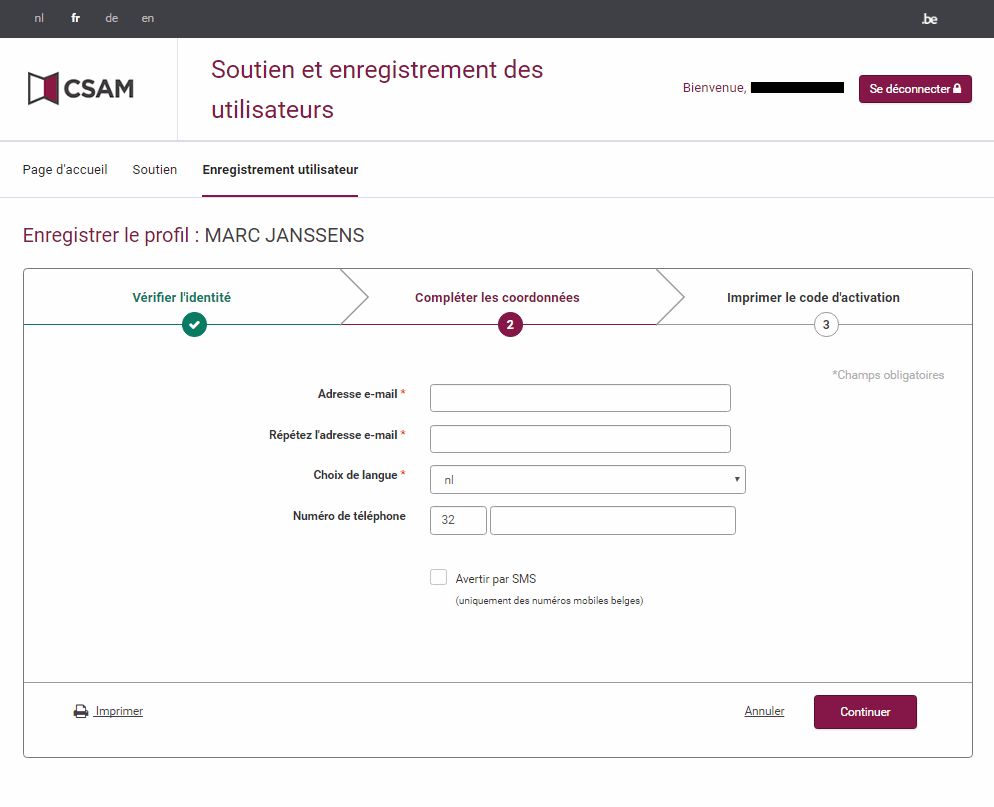 nl fr de en .be
CSAM
Soutien et enregistrement des
utilisateurs
Bienvenue,
Se déconnecter
Page d'accueil Soutien Enregistrement utilisateur
Enregistrer le profil : MARC JANSSENS
Vérifier l'identité Compléter les coordonnées Imprimer le code d'activation
2 3
*Champs obligatoires
Adresse e-mail *
Répétez l'adresse e-mail *
Choix de langue * nl
Numéro de téléphone 32
Avertir par SMS
(uniquement des numéros mobiles belges)
Imprimer Annuler Continuer